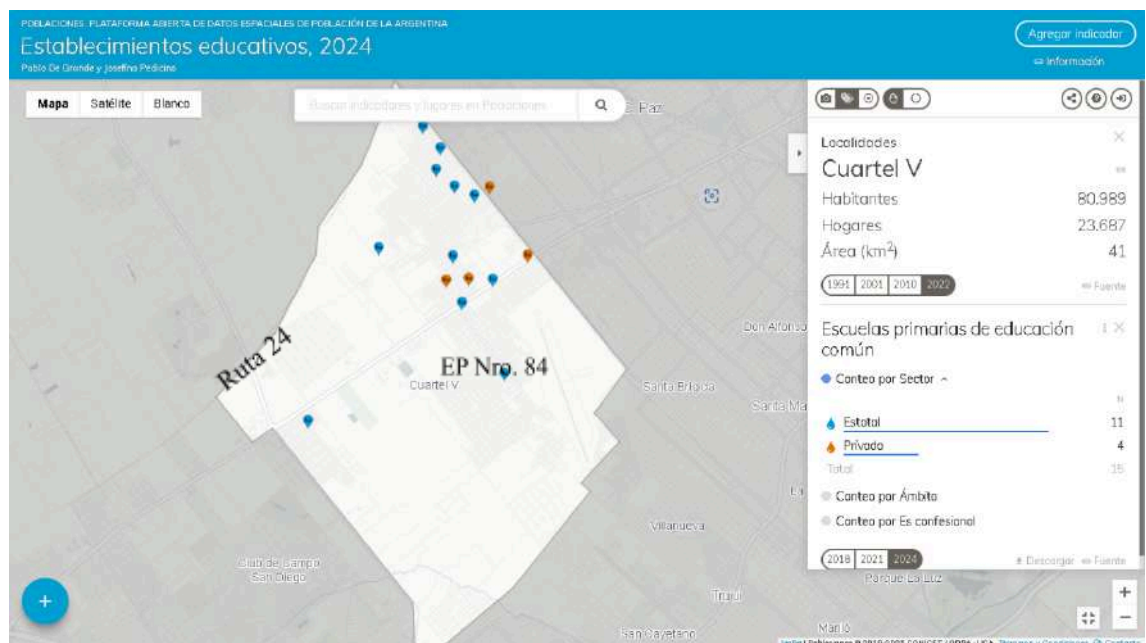 POBLACIONES. PLATAFORMA ABIERTA DE DATOS ESPACIALES DE POBLACIÓN DE LA ARGENTINA
Establecimientos educativos, 2024
Pablo De Grande y Josefina Pedicino
Agregar indicador
Información
Mapa Satélite Blanco
Buscar indicadores y lugares en Poblaciones
Paz
Localidades
Cuartel V
Habitantes 80.989
Hogares 23.687
Área (km²) 41
1991 2001 2010 2022
Fuente
Escuelas primarias de educación
común
Conteo por Sector
N
Estatal 11
Privado 4
Total 15
Conteo por Ámbito
Conteo por Es confesional
2018 2021 2024
Descargar Fuente
Ruta 24
EP Nro. 84
Cuartel V
Don Alfonso
Santa Brígida
Santa Ma
Villanueva
Club de Campo
San Diego
Trujui
San Cayetano
Mariló
Parque La Luz
+
+
−